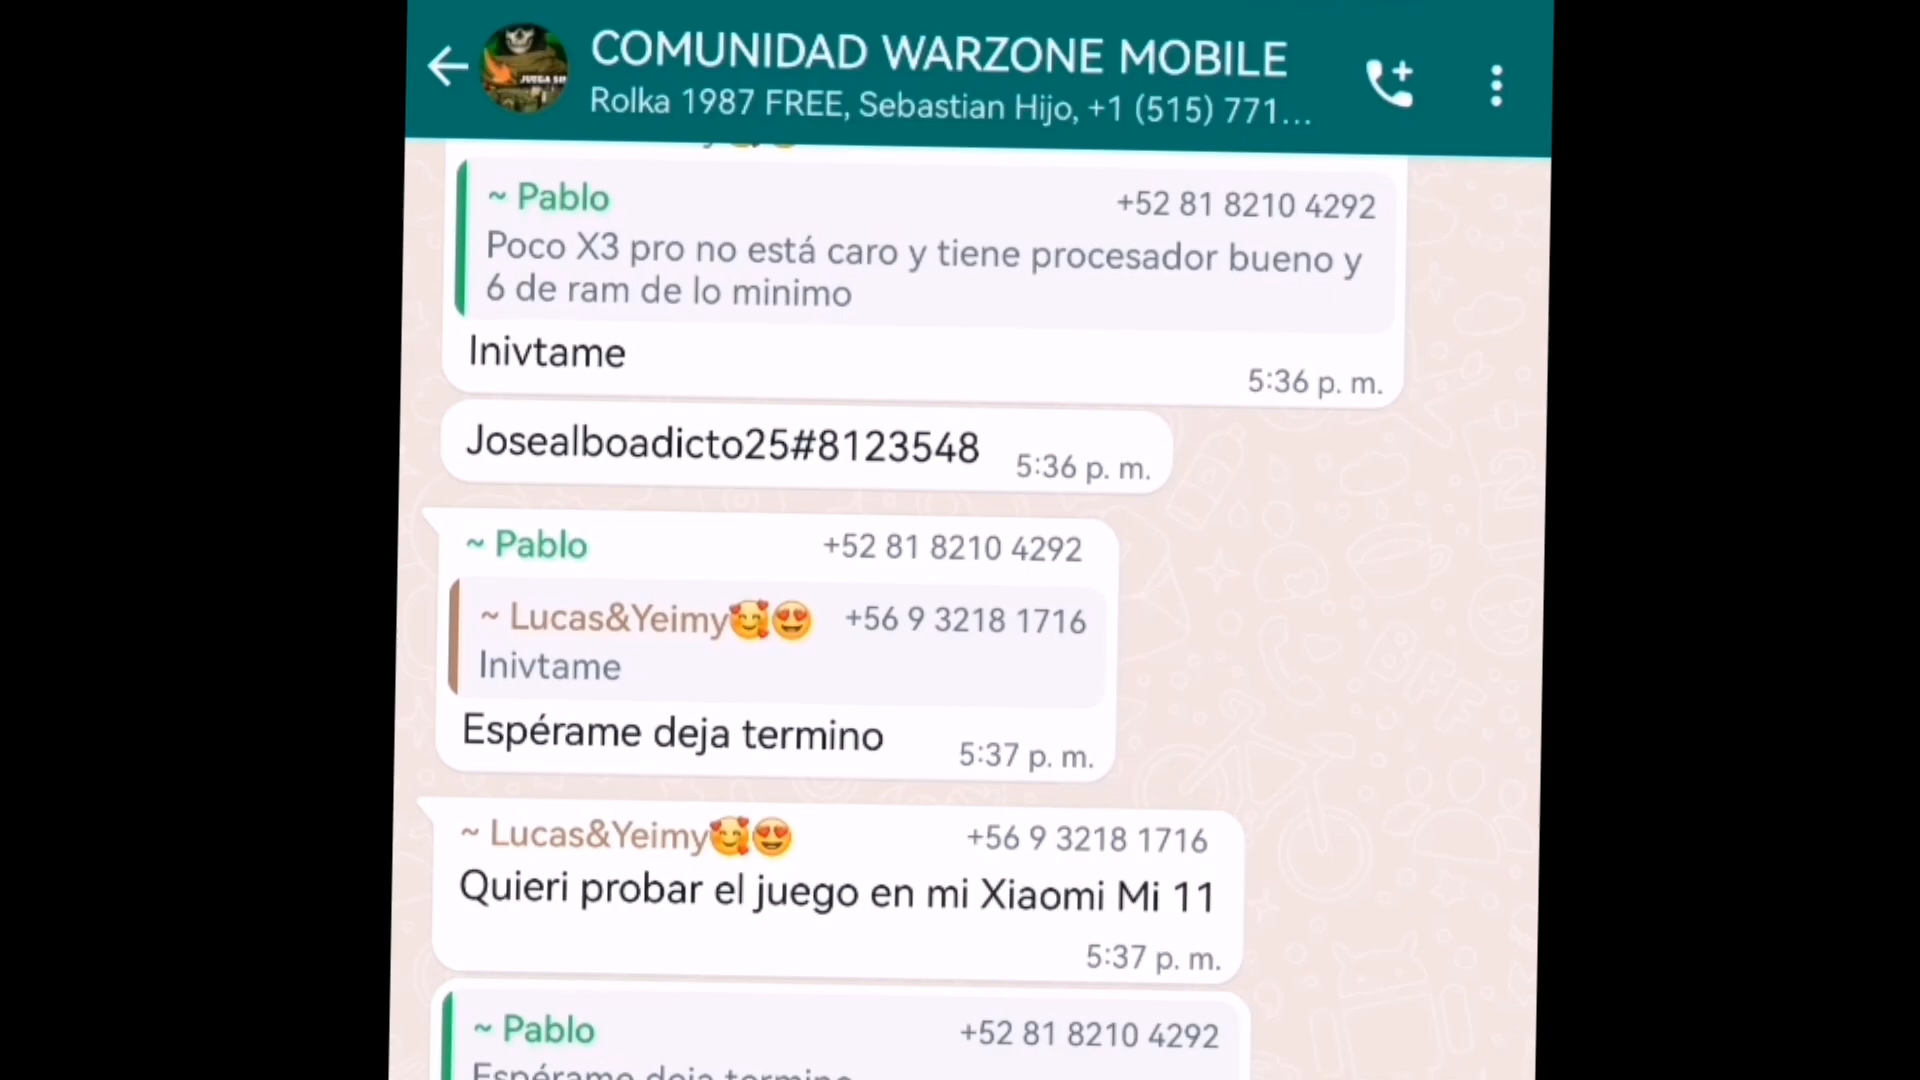 COMUNIDAD WARZONE MOBILE
Rolka 1987 FREE, Sebastian Hijo, +1 (515) 771...
JUEGA
~ Pablo +52 81 8210 4292
Poco X3 pro no está caro y tiene procesador bueno y
6 de ram de lo minimo
Inivtame
5:36 p. m.
Josealboadicto25#8123548 5:36 p. m.
~ Pablo +52 81 8210 4292
~ Lucas&Yeimy🥰😍 +56 9 3218 1716
Inivtame
Espérame deja termino 5:37 p. m.
~ Lucas&Yeimy🥰😍 +56 9 3218 1716
Quieri probar el juego en mi Xiaomi Mi 11
5:37 p. m.
~ Pablo +52 81 8210 4292
Espérame deja termino